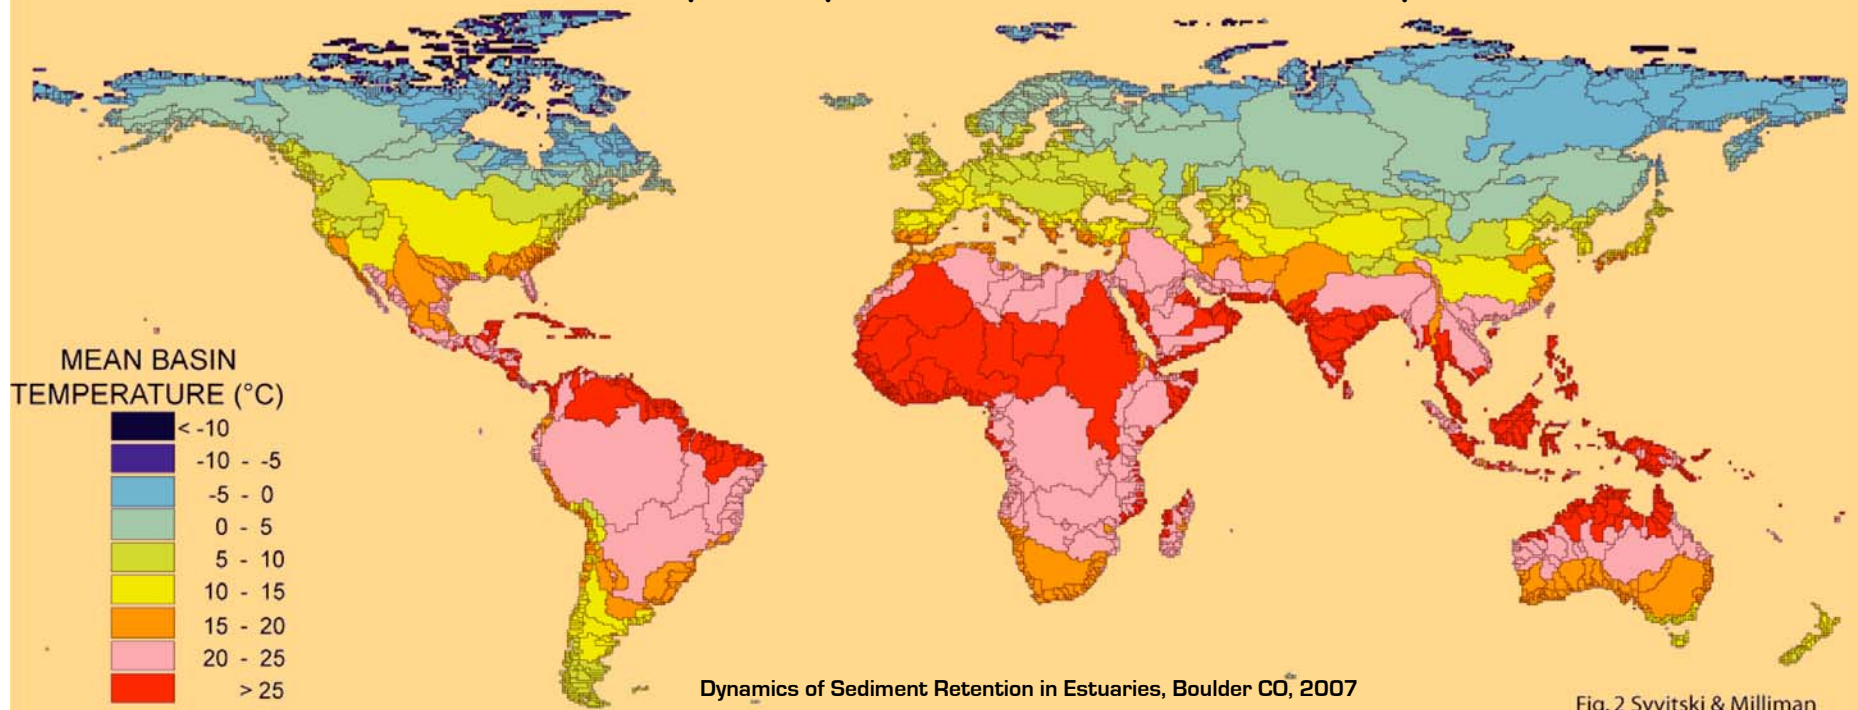 MEAN BASIN
TEMPERATURE (°C)
< -10
-10 - -5
-5 - 0
0 - 5
5 - 10
10 - 15
15 - 20
20 - 25
> 25
Dynamics of Sediment Retention in Estuaries, Boulder CO, 2007
Fig. 2 Syvitski & Milliman